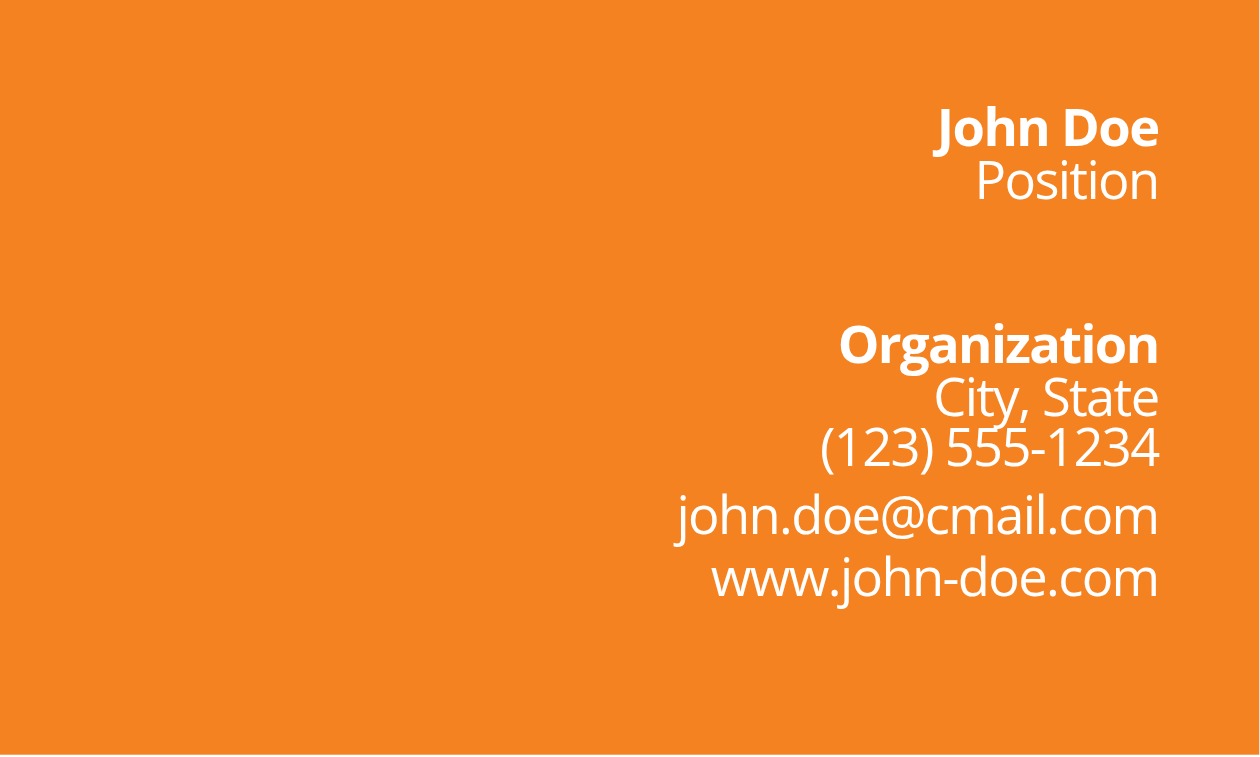 John Doe
Position
Organization
City, State
(123) 555-1234
john.doe@cmail.com
www.john-doe.com